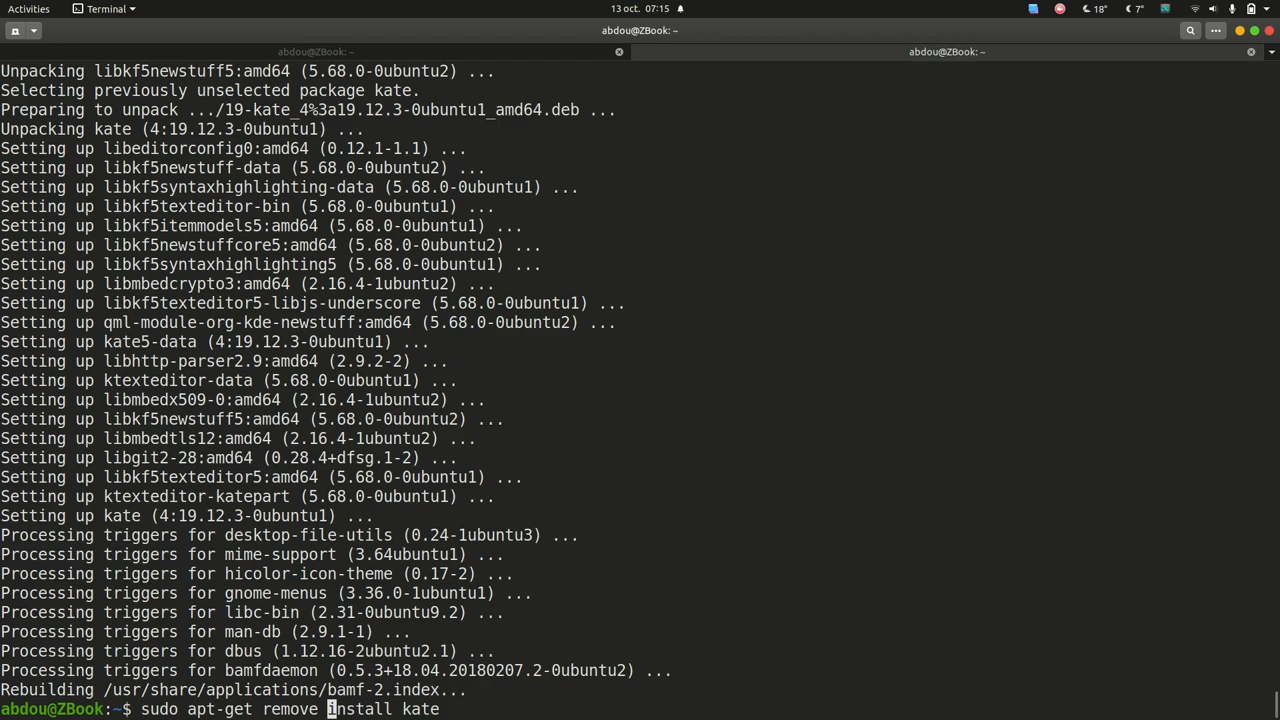 Activities
Terminal
13 oct. 07:15
18°
7°
abdou@ZBook: ~
abdou@ZBook: ~
abdou@ZBook: ~
Unpacking libkf5newstuff5:amd64 (5.68.0-0ubuntu2) ...
Selecting previously unselected package kate.
Preparing to unpack .../19-kate_4%3a19.12.3-0ubuntu1_amd64.deb ...
Unpacking kate (4:19.12.3-0ubuntu1) ...
Setting up libeditorconfig0:amd64 (0.12.1-1.1) ...
Setting up libkf5newstuff-data (5.68.0-0ubuntu2) ...
Setting up libkf5syntaxhighlighting-data (5.68.0-0ubuntu1) ...
Setting up libkf5texteditor-bin (5.68.0-0ubuntu1) ...
Setting up libkf5itemmodels5:amd64 (5.68.0-0ubuntu1) ...
Setting up libkf5newstuffcore5:amd64 (5.68.0-0ubuntu2) ...
Setting up libkf5syntaxhighlighting5 (5.68.0-0ubuntu1) ...
Setting up libmbedcrypto3:amd64 (2.16.4-1ubuntu2) ...
Setting up libkf5texteditor5-libjs-underscore (5.68.0-0ubuntu1) ...
Setting up qml-module-org-kde-newstuff:amd64 (5.68.0-0ubuntu2) ...
Setting up kate5-data (4:19.12.3-0ubuntu1) ...
Setting up libhttp-parser2.9:amd64 (2.9.2-2) ...
Setting up ktexteditor-data (5.68.0-0ubuntu1) ...
Setting up libmbedx509-0:amd64 (2.16.4-1ubuntu2) ...
Setting up libkf5newstuff5:amd64 (5.68.0-0ubuntu2) ...
Setting up libmbedtls12:amd64 (2.16.4-1ubuntu2) ...
Setting up libgit2-28:amd64 (0.28.4+dfsg.1-2) ...
Setting up libkf5texteditor5:amd64 (5.68.0-0ubuntu1) ...
Setting up ktexteditor-katepart (5.68.0-0ubuntu1) ...
Setting up kate (4:19.12.3-0ubuntu1) ...
Processing triggers for desktop-file-utils (0.24-1ubuntu3) ...
Processing triggers for mime-support (3.64ubuntu1) ...
Processing triggers for hicolor-icon-theme (0.17-2) ...
Processing triggers for gnome-menus (3.36.0-1ubuntu1) ...
Processing triggers for libc-bin (2.31-0ubuntu9.2) ...
Processing triggers for man-db (2.9.1-1) ...
Processing triggers for dbus (1.12.16-2ubuntu2.1) ...
Processing triggers for bamfdaemon (0.5.3+18.04.20180207.2-0ubuntu2) ...
Rebuilding /usr/share/applications/bamf-2.index...
abdou@ZBook:~$ sudo apt-get remove install kate